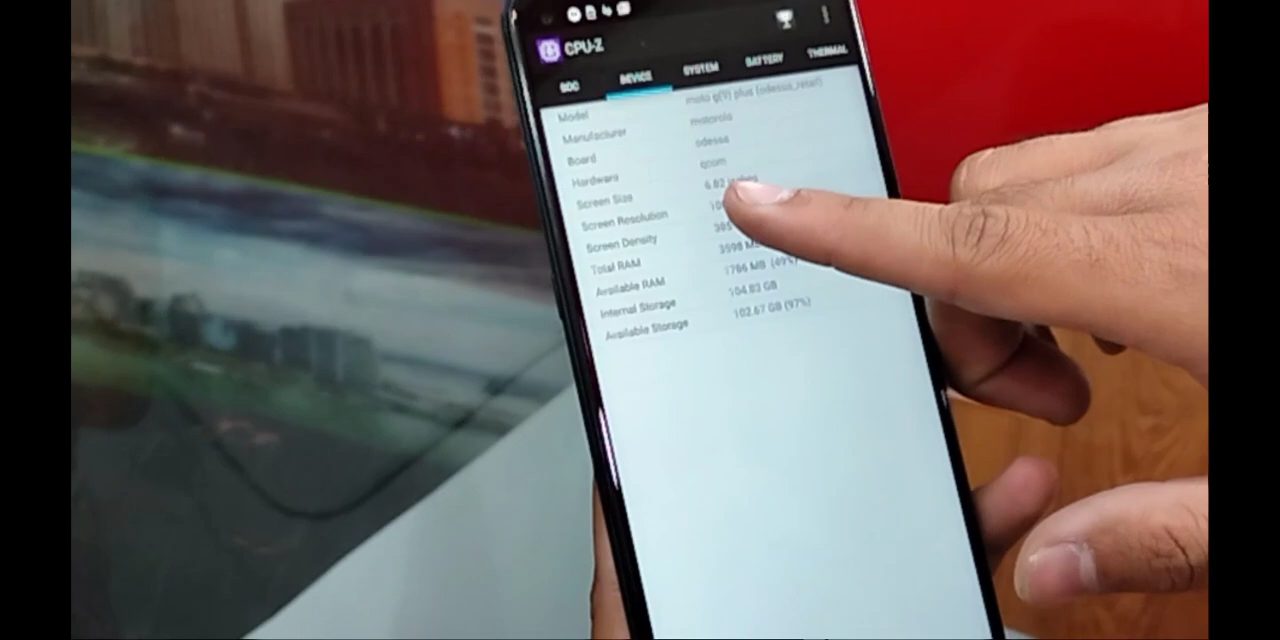 CPU-Z
SOC DEVICE SYSTEM BATTERY THERMAL
Model moto g(9) plus (odessa_retail)
Manufacturer motorola
Board odessa
Hardware qcom
Screen Size 6.82 inches
Screen Resolution
Screen Density
Total RAM 3598 MB
Available RAM 1766 MB (49%)
Internal Storage 104.83 GB
Available Storage 102.67 GB (97%)